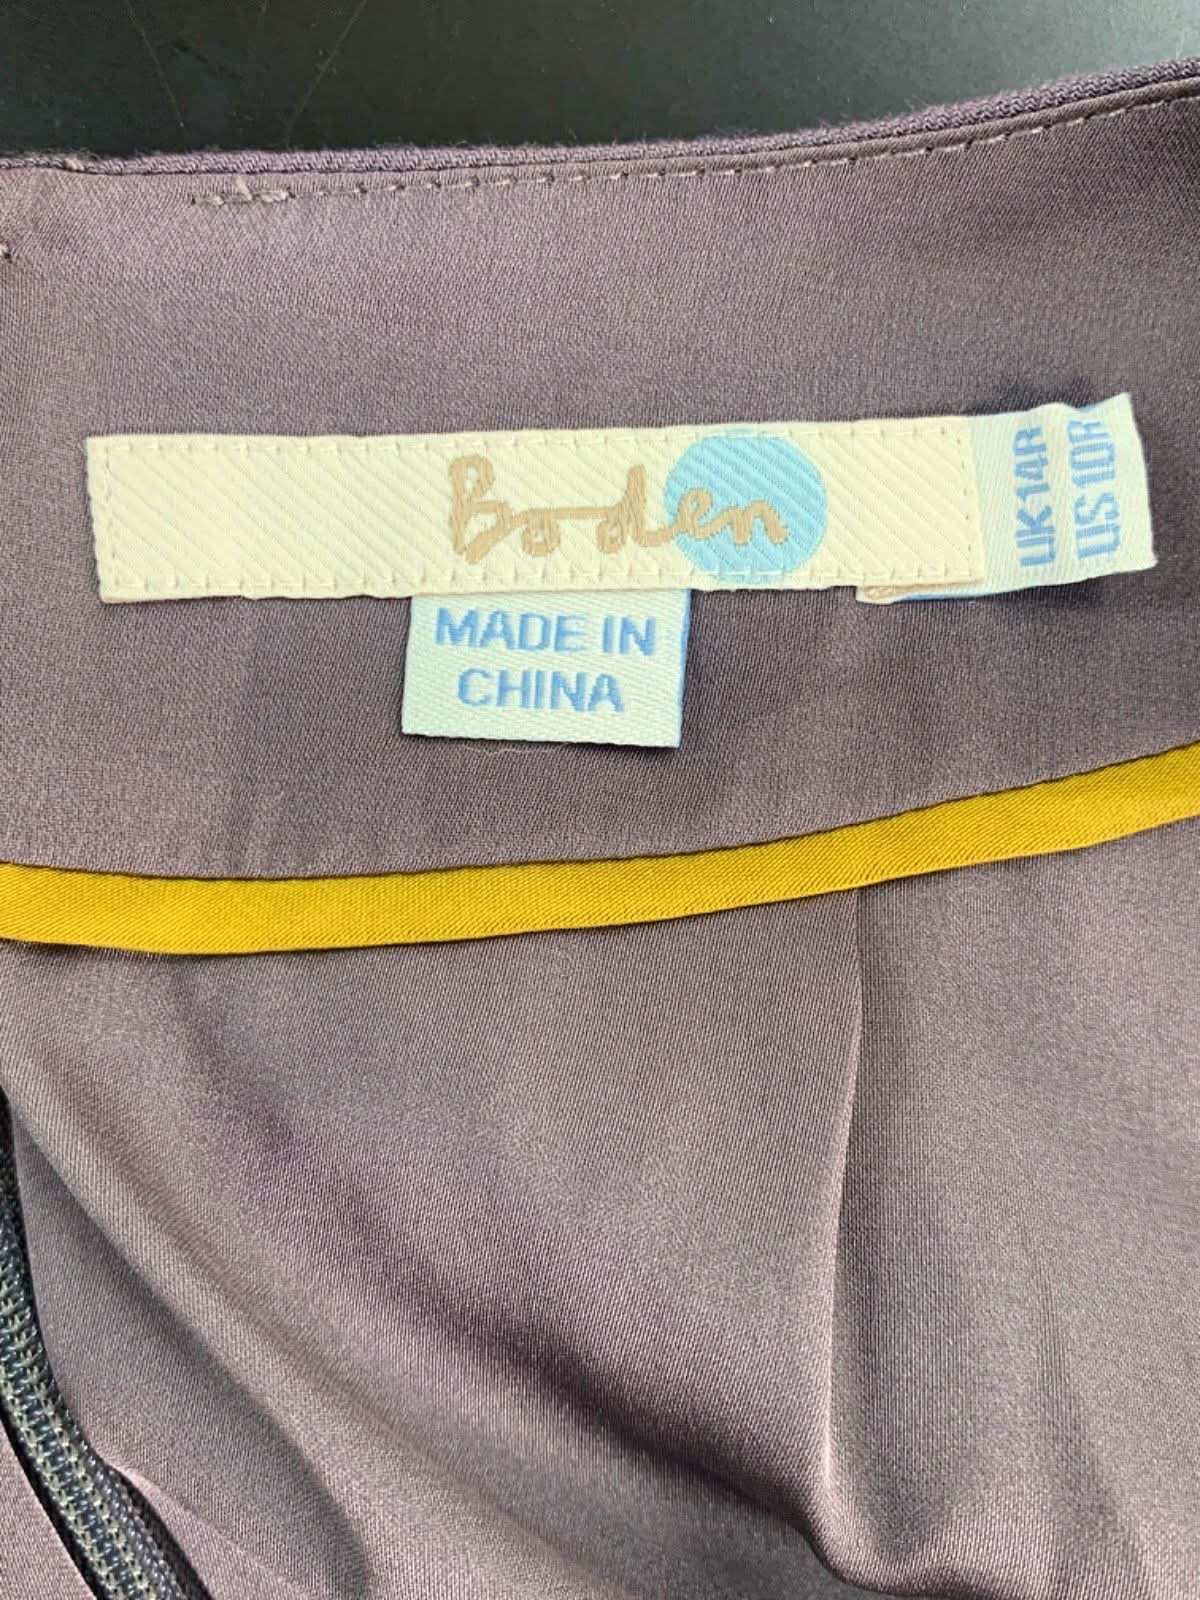 Boden
UK14R
US10R
MADE IN
CHINA